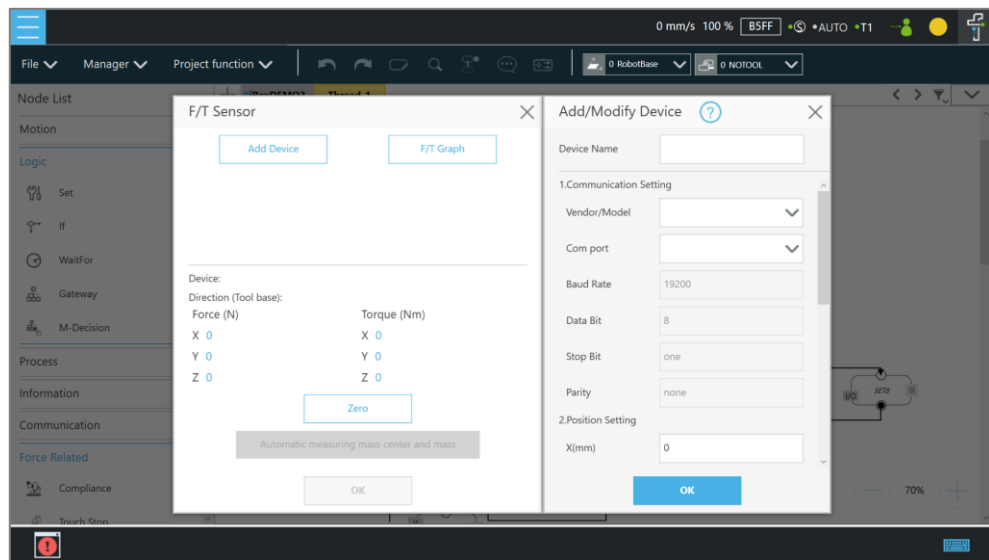 0 mm/s 100 % B5FF •Ⓢ •AUTO •T1
File Manager Project function 0 RobotBase 0 NOTOOL
Node List
Motion
Logic
Set
If
WaitFor
Gateway
M-Decision
Process
Information
Communication
Force Related
Compliance
Touch Stop
F/T Sensor
Add Device F/T Graph
Device:
Direction (Tool base):
Force (N) Torque (Nm)
X 0 X 0
Y 0 Y 0
Z 0 Z 0
Zero
Automatic measuring mass center and mass
OK
Add/Modify Device ?
Device Name
1.Communication Setting
Vendor/Model
Com port
Baud Rate 19200
Data Bit 8
Stop Bit one
Parity none
2.Position Setting
X(mm) 0
OK
I/O SET8
70%